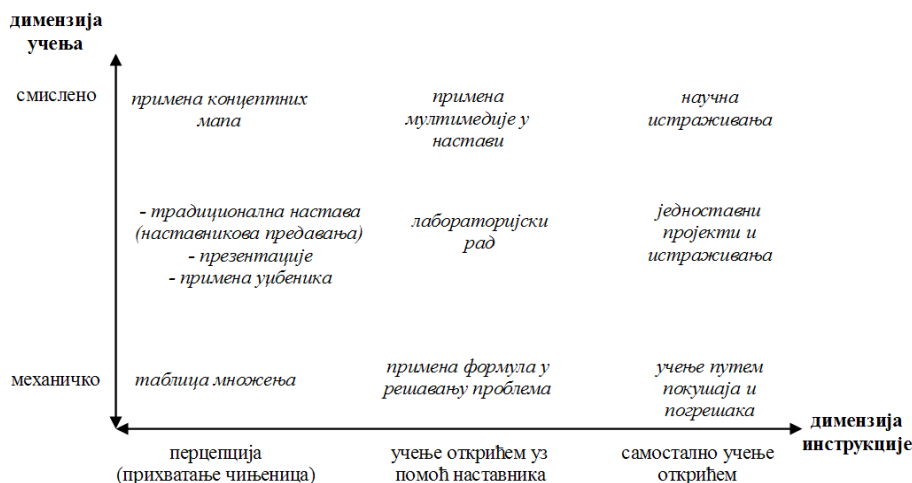 димензија
учења
смислено
примена концептних
мапа
примена
мултимедије у
настави
научна
истраживања
- традиционална настава
(наставникова предавања)
- презентације
- примена уџбеника
лабораторијски
рад
једноставни
пројекти и
истраживања
механичко
таблица множења
примена формула у
решавању проблема
учење путем
покушаја и
погрешака
димензија
инструкције
перцепција
(прихватање чињеница)
учење открићем уз
помоћ наставника
самостално учење
открићем